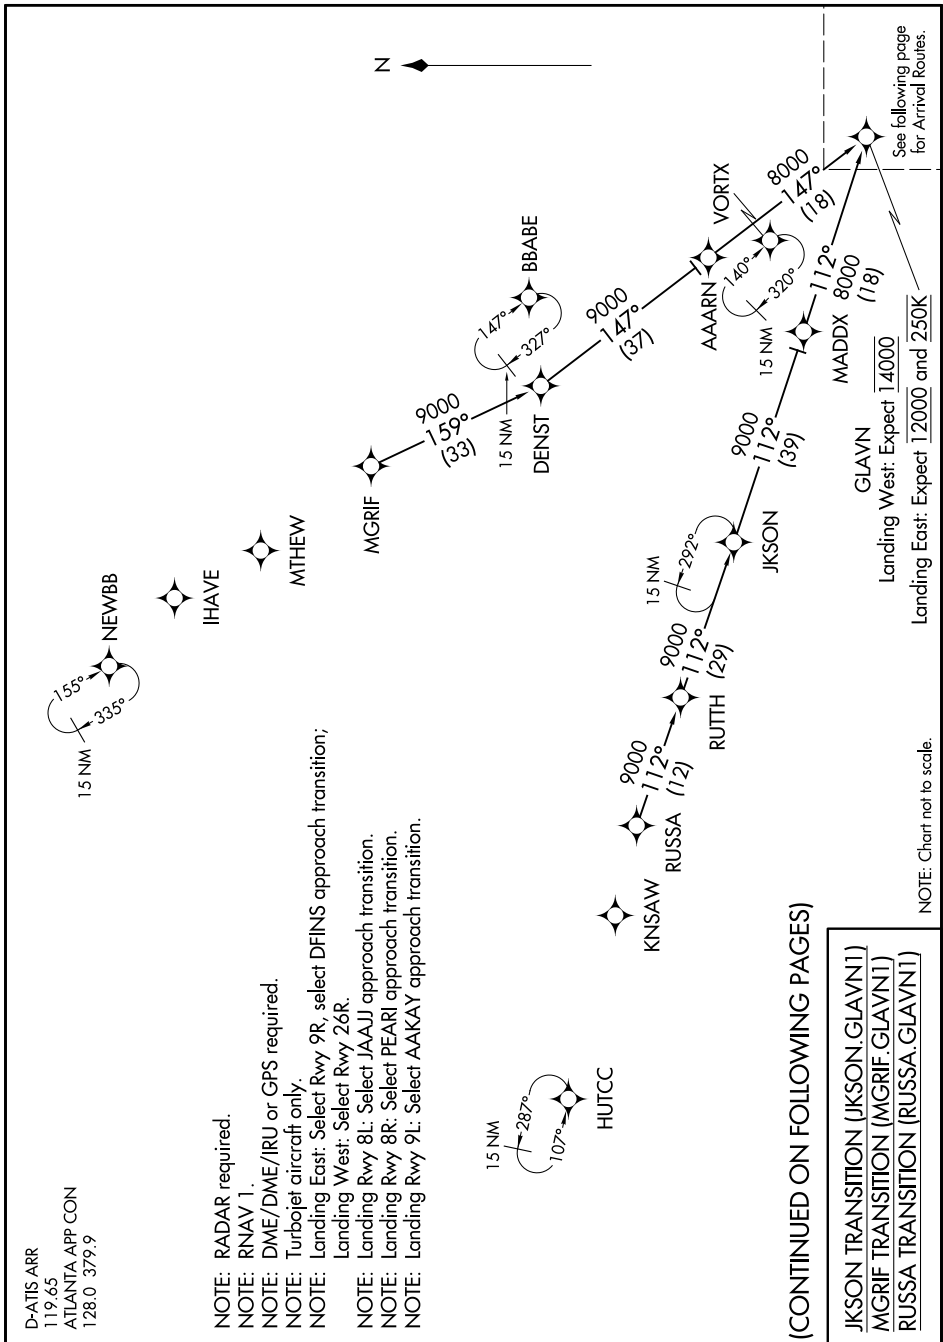 D-ATIS ARR
119.65
ATLANTA APP CON
128.0 379.9
NOTE: RADAR required.
NOTE: RNAV 1.
NOTE: DME/DME/IRU or GPS required.
NOTE: Turbojet aircraft only.
NOTE: Landing East: Select Rwy 9R, select DFINS approach transition;
Landing West: Select Rwy 26R.
NOTE: Landing Rwy 8L: Select JAAJJ approach transition.
NOTE: Landing Rwy 8R: Select PEARI approach transition.
NOTE: Landing Rwy 9L: Select AAKAY approach transition.
15 NM
155°
335°
NEWBB
IHAVE
MTHEW
MGRIF
9000
159°
(33)
15 NM
147°
327°
BBABE
DENST
9000
147°
(37)
AAARN
VORTX
15 NM
140°
320°
8000
147°
(18)
N
15 NM
287°
107°
HUTCC
KNSAW
RUSSA
9000
112°
(12)
RUTTH
9000
112°
(29)
15 NM
292°
JKSON
9000
112°
(39)
MADDX
112°
8000
(18)
GLAVN
Landing West: Expect 14000
Landing East: Expect 12000 and 250K
See following page
for Arrival Routes.
NOTE: Chart not to scale.
(CONTINUED ON FOLLOWING PAGES)
JKSON TRANSITION (JKSON.GLAVN1)
MGRIF TRANSITION (MGRIF.GLAVN1)
RUSSA TRANSITION (RUSSA.GLAVN1)